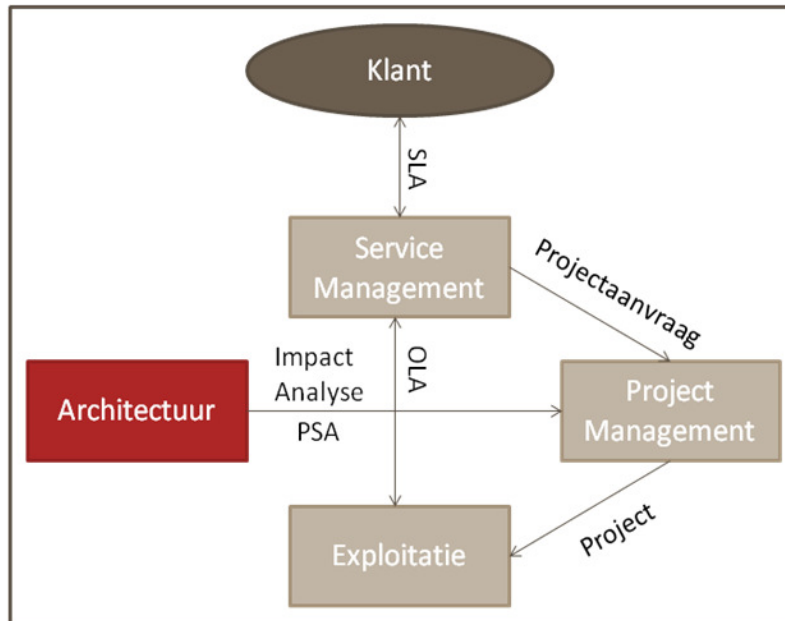 Klant
SLA
Service
Management
Projectaanvraag
Impact
Analyse
OLA
Architectuur
PSA
Project
Management
Exploitatie
Project